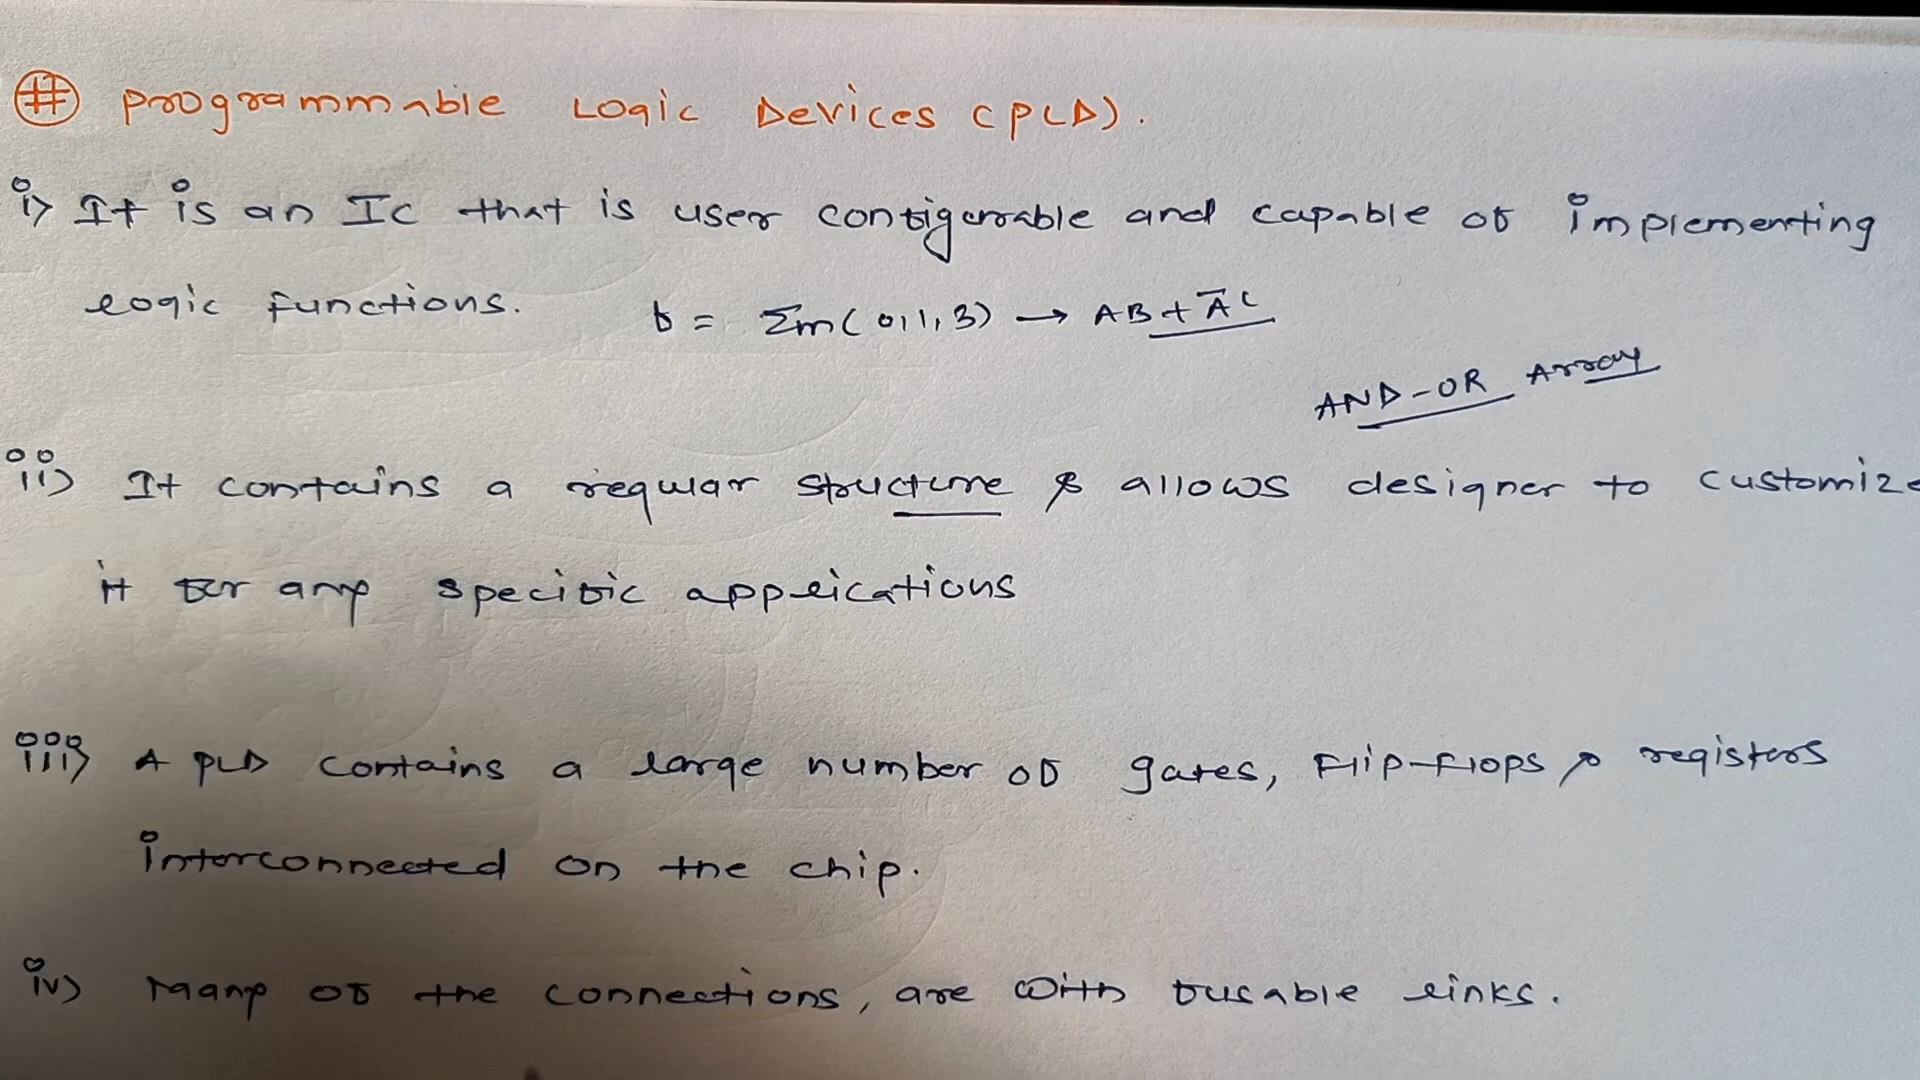 # Programmable Logic Devices (PLD).
i) It is an IC that is user configurable and capable of implementing
logic functions. f = Σm(0,1,3) → AB + A̅C
AND-OR Array
ii) It contains a regular structure & allows designer to customize
it for any specific applications
iii) A PLD contains a large number of gates, Flip-Flops & registers
interconnected on the chip.
iv) Many of the connections, are with fusable links.